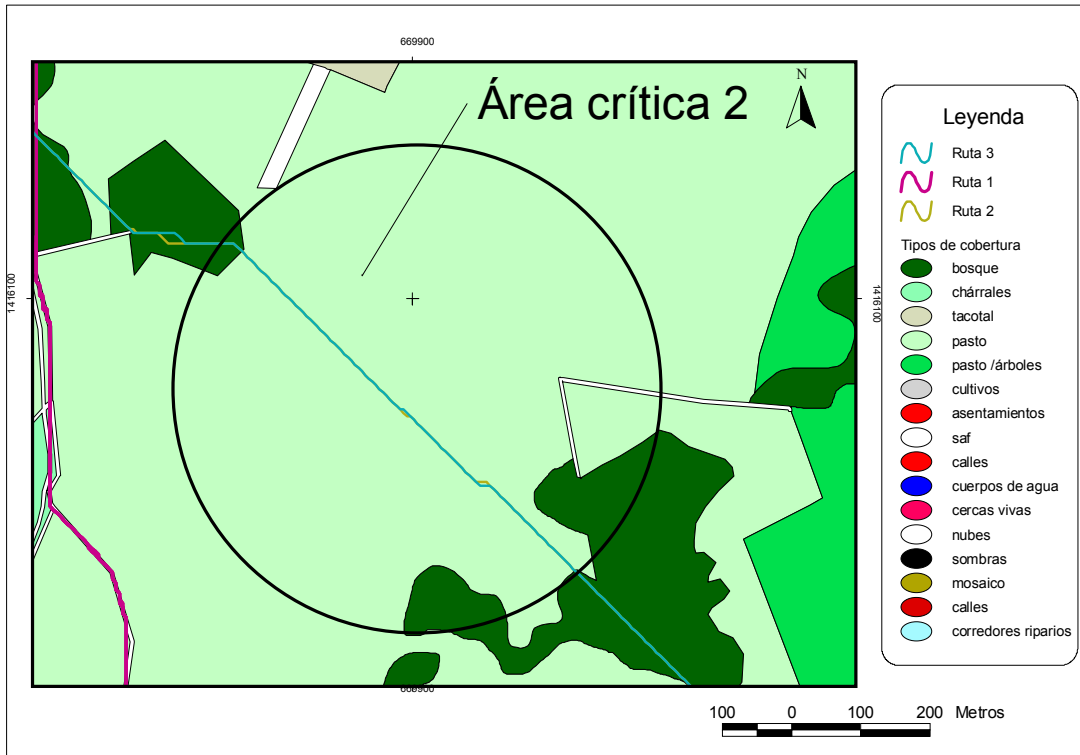 669900
Área crítica 2
N
1416100
1416100
669900
Leyenda
Ruta 3
Ruta 1
Ruta 2
Tipos de cobertura
bosque
chárrales
tacotal
pasto
pasto /árboles
cultivos
asentamientos
saf
calles
cuerpos de agua
cercas vivas
nubes
sombras
mosaico
calles
corredores riparios
100 0 100 200 Metros